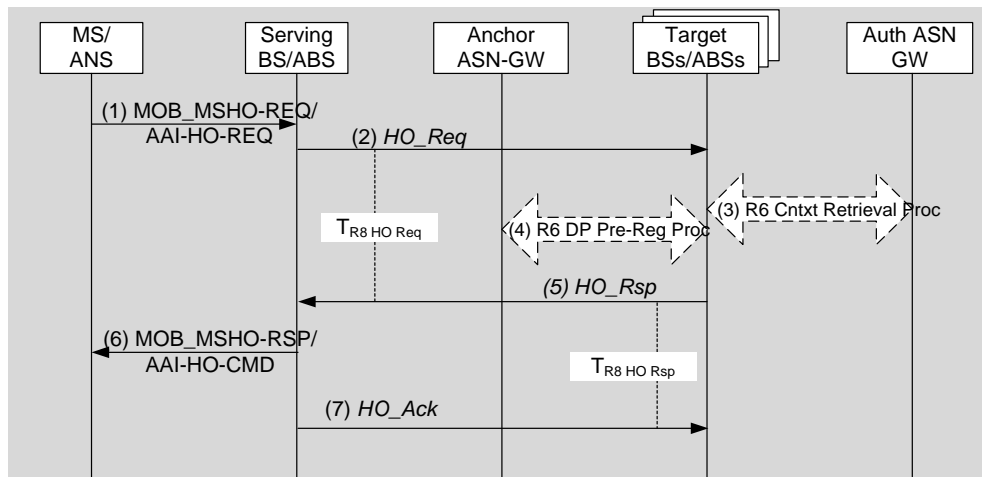 MS/
ANS
Serving
BS/ABS
Anchor
ASN-GW
Target
BSs/ABSs
Auth ASN
GW
(1) MOB_MSHO-REQ/
AAI-HO-REQ
(2) HO_Req
(3) R6 Cntxt Retrieval Proc
T R8 HO Req
(4) R6 DP Pre-Reg Proc
(5) HO_Rsp
(6) MOB_MSHO-RSP/
AAI-HO-CMD
T R8 HO Rsp
(7) HO_Ack